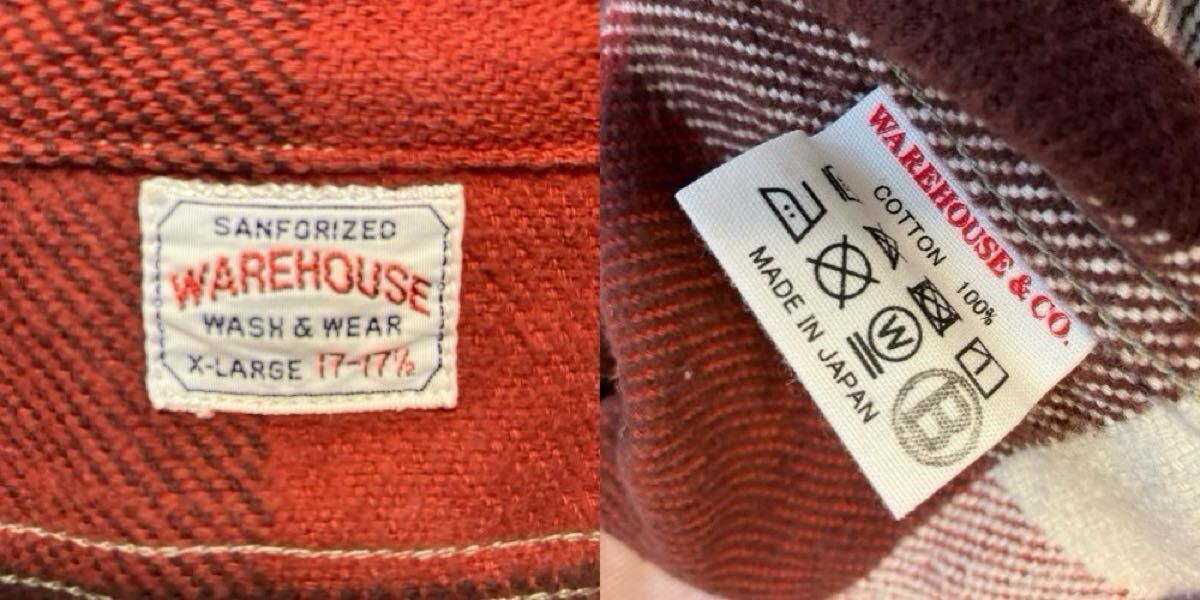 SANFORIZED
WAREHOUSE
WASH & WEAR
X-LARGE 17-17½
WAREHOUSE & CO.
COTTON 100%
W
MADE IN JAPAN
B